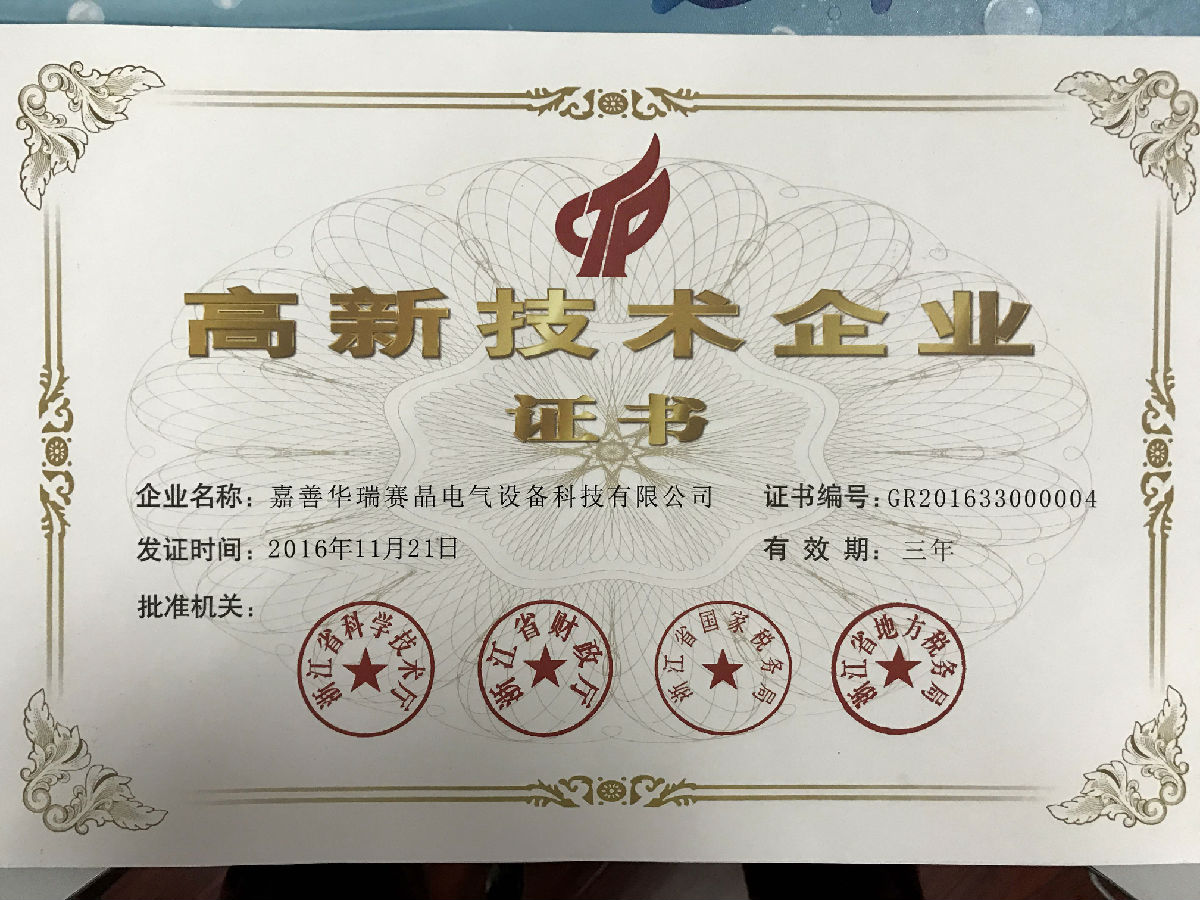 高新技术企业
证书
企业名称：嘉善华瑞赛晶电气设备科技有限公司 证书编号：GR201633000004
发证时间：2016年11月21日 有效期：三年
批准机关：
浙江省科学技术厅
浙江省财政厅
浙江省国家税务局
浙江省地方税务局